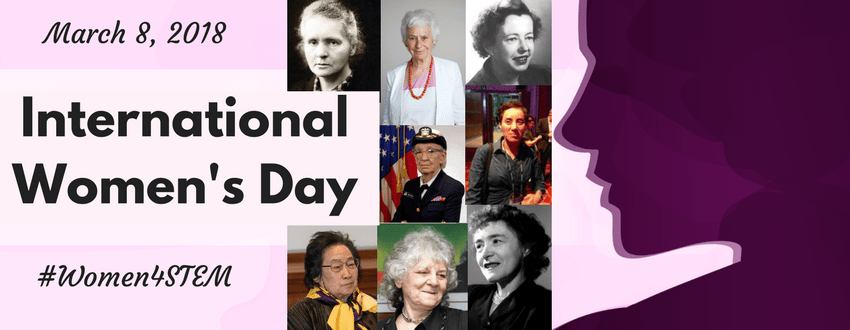 March 8, 2018
International
Women's Day
#Women4STEM